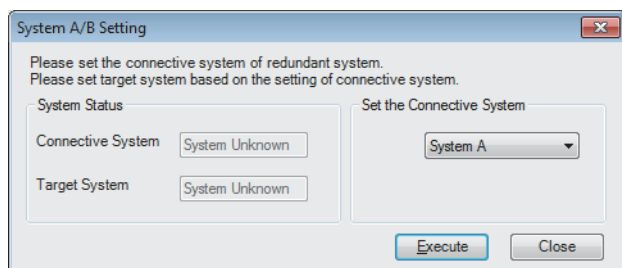 System A/B Setting
Please set the connective system of redundant system.
Please set target system based on the setting of connective system.
System Status
Connective System System Unknown
Target System System Unknown
Set the Connective System
System A
Execute Close